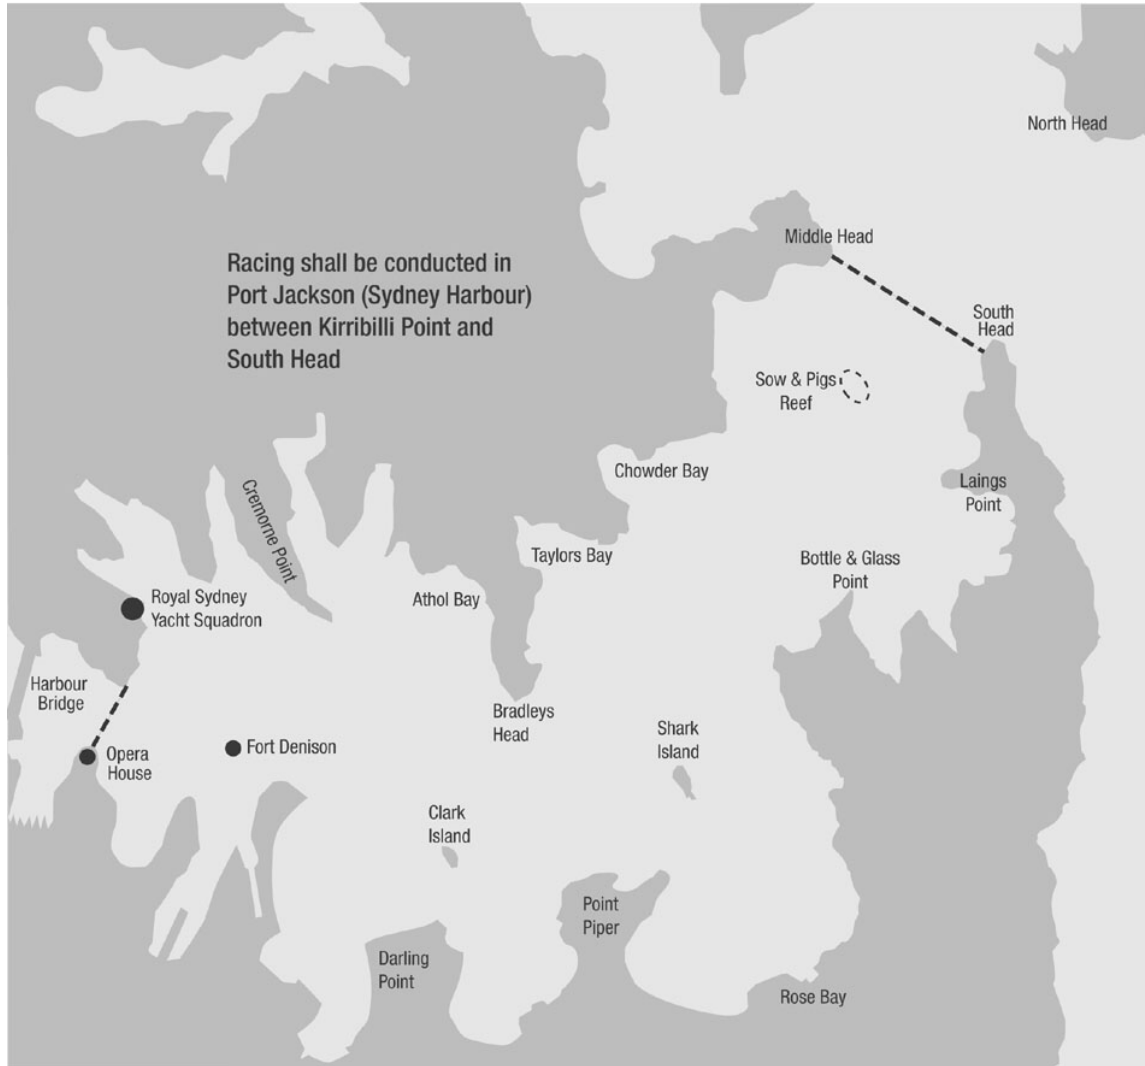 North Head
Middle Head
Racing shall be conducted in
Port Jackson (Sydney Harbour)
between Kirribilli Point and
South Head
South
Head
Sow & Pigs
Reef
Chowder Bay
Laings
Point
Cremorne Point
Taylors Bay
Bottle & Glass
Point
Royal Sydney
Yacht Squadron
Athol Bay
Harbour
Bridge
Bradleys
Head
Shark
Island
Opera
House
Fort Denison
Clark
Island
Point
Piper
Darling
Point
Rose Bay